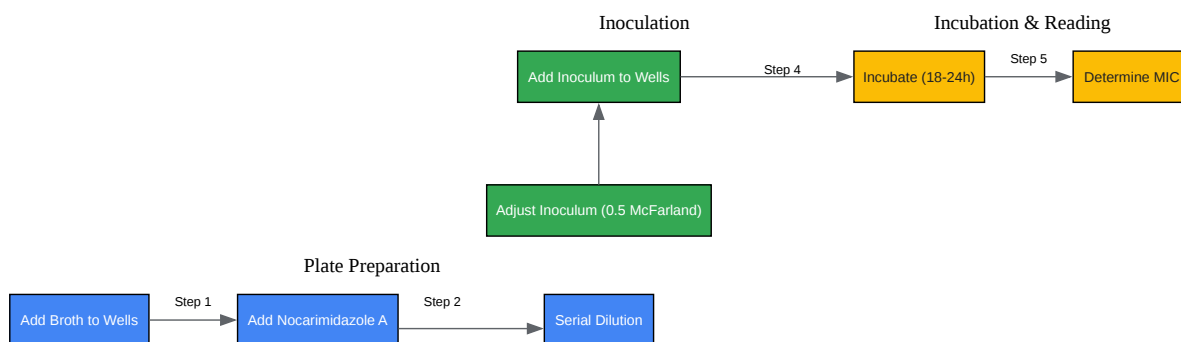 Inoculation
Incubation & Reading
Add Inoculum to Wells
Step 4
Incubate (18-24h)
Step 5
Determine MIC
Adjust Inoculum (0.5 McFarland)
Plate Preparation
Add Broth to Wells
Step 1
Add Nocarimidazole A
Step 2
Serial Dilution